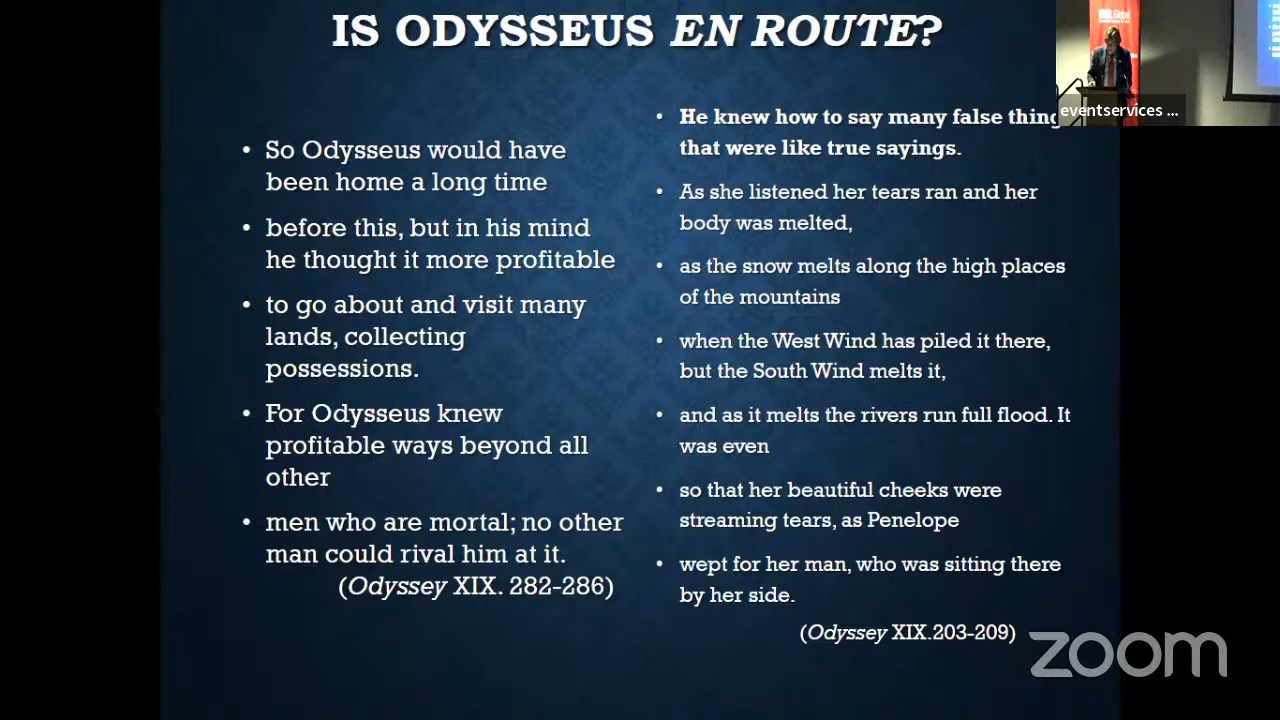 IS ODYSSEUS EN ROUTE?
• So Odysseus would have
been home a long time
• before this, but in his mind
he thought it more profitable
• to go about and visit many
lands, collecting
possessions.
• For Odysseus knew
profitable ways beyond all
other
• men who are mortal; no other
man could rival him at it.
(Odyssey XIX. 282-286)
• He knew how to say many false thing
that were like true sayings.
• As she listened her tears ran and her
body was melted,
• as the snow melts along the high places
of the mountains
• when the West Wind has piled it there,
but the South Wind melts it,
• and as it melts the rivers run full flood. It
was even
• so that her beautiful cheeks were
streaming tears, as Penelope
• wept for her man, who was sitting there
by her side.
(Odyssey XIX.203-209)
Global
eventservices ...
zoom